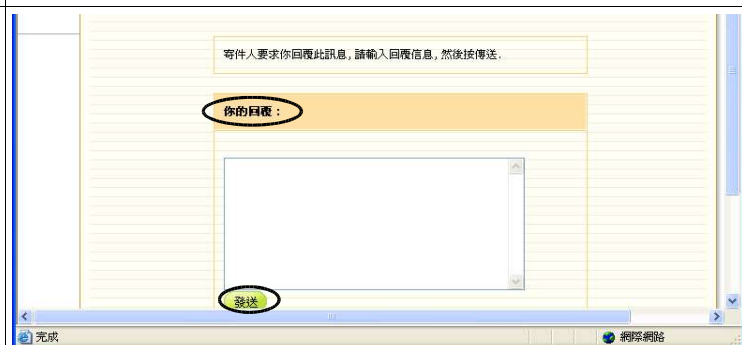 寄件人要求你回覆此訊息, 請輸入回覆信息, 然後按傳送.
你的回覆：
發送
完成
網際網路